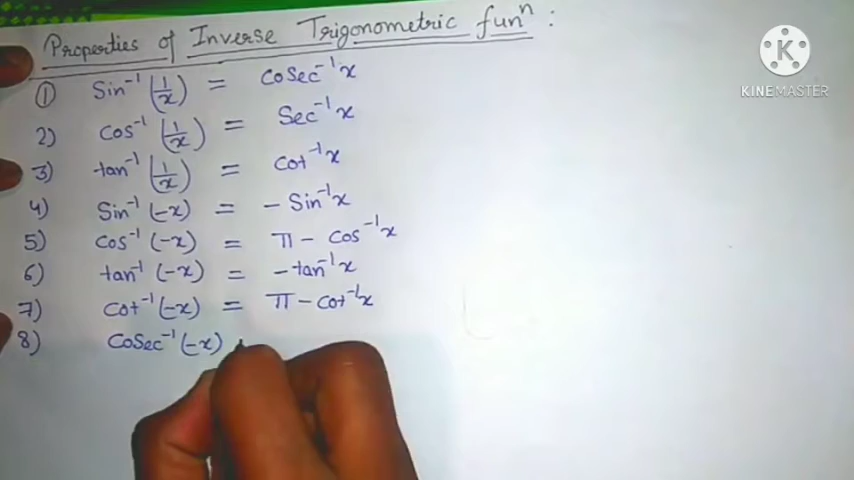 Properties of Inverse Trigonometric funⁿ :
① Sin⁻¹ (1/x) = CoSec⁻¹x
2) Cos⁻¹ (1/x) = Sec⁻¹x
3) tan⁻¹ (1/x) = Cot⁻¹x
4) Sin⁻¹ (-x) = - Sin⁻¹x
5) Cos⁻¹ (-x) = π - Cos⁻¹x
6) tan⁻¹ (-x) = - tan⁻¹x
7) Cot⁻¹ (-x) = π - Cot⁻¹x
8) CoSec⁻¹ (-x)
K
KINEMASTER